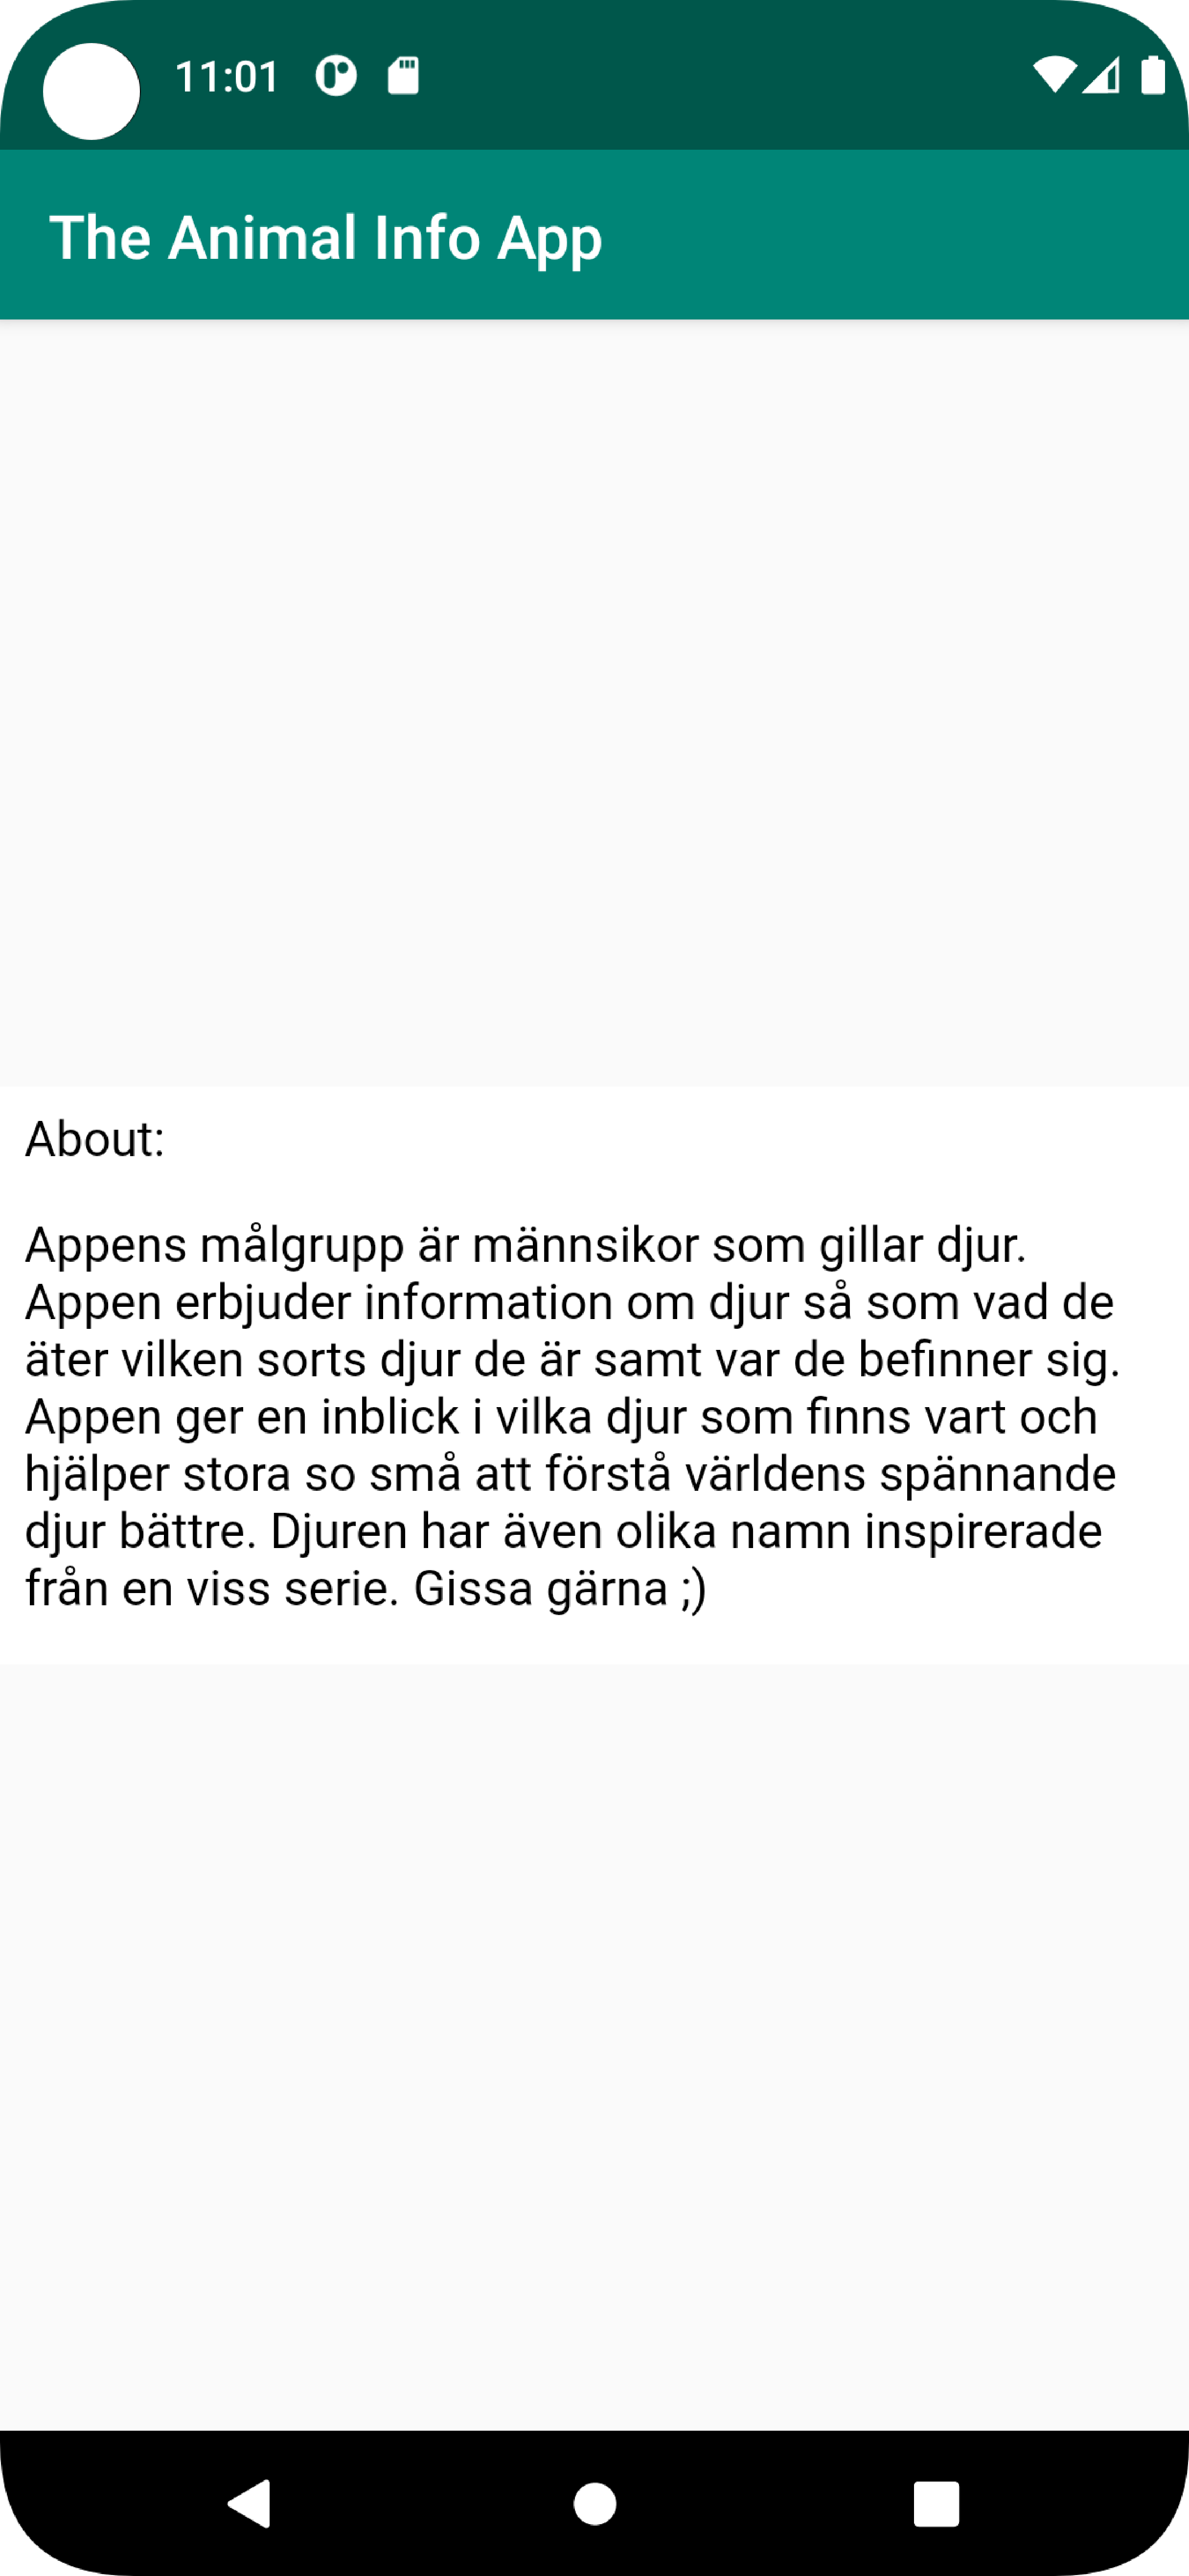 11:01
The Animal Info App
About:
Appens målgrupp är männsikor som gillar djur.
Appen erbjuder information om djur så som vad de
äter vilken sorts djur de är samt var de befinner sig.
Appen ger en inblick i vilka djur som finns vart och
hjälper stora so små att förstå världens spännande
djur bättre. Djuren har även olika namn inspirerade
från en viss serie. Gissa gärna ;)